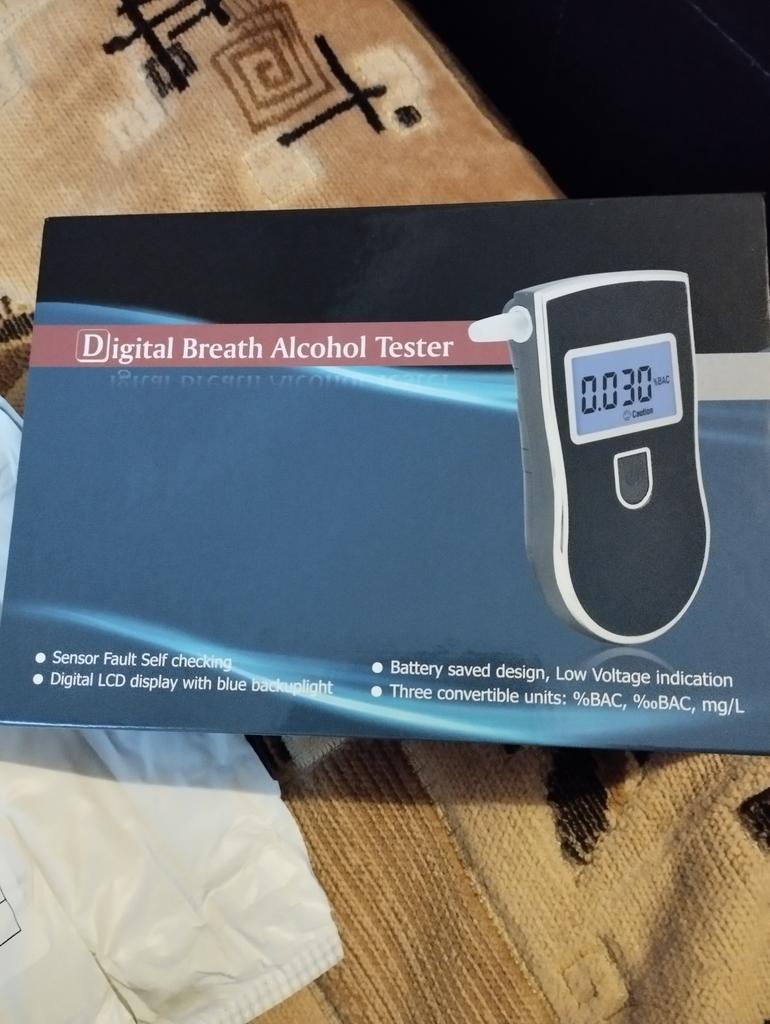 Digital Breath Alcohol Tester
0.030 %BAC
Caution
• Sensor Fault Self checking
• Digital LCD display with blue backuplight
• Battery saved design, Low Voltage indication
• Three convertible units: %BAC, ‰BAC, mg/L